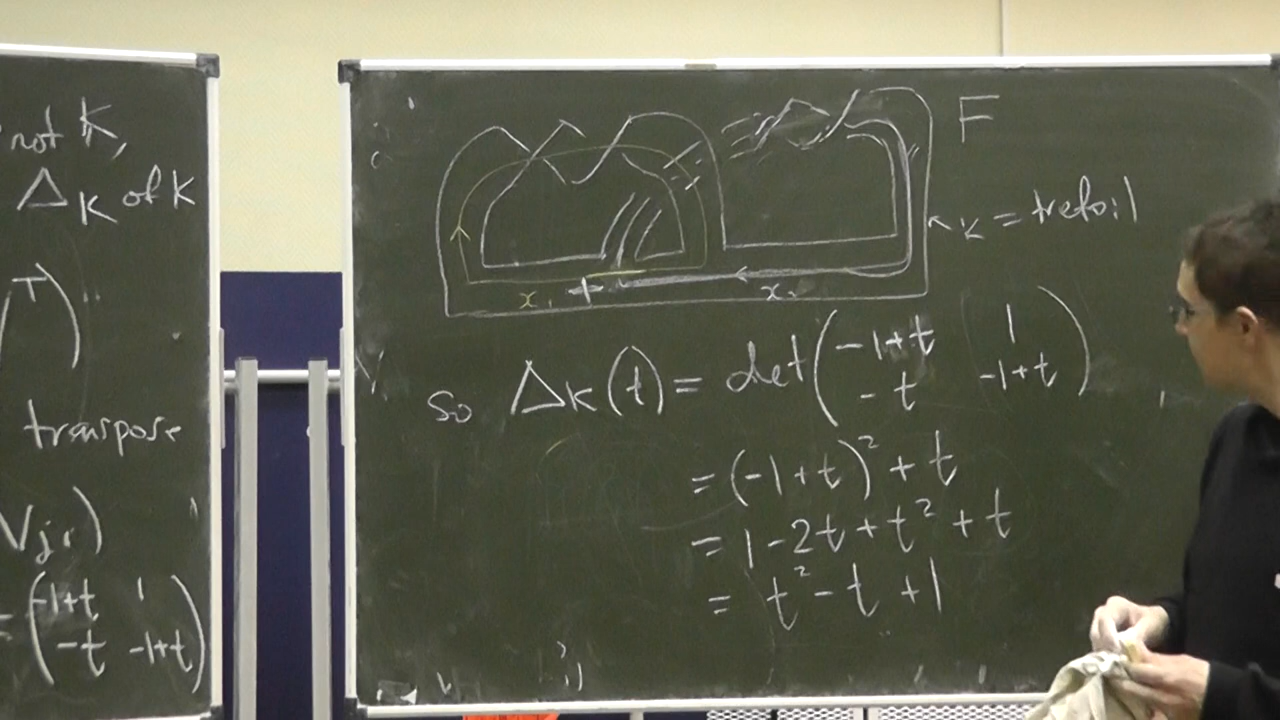 not K,
Δ_K of K
T)
transpose
V_ji)
= (-1+t 1
-t -1+t)
F
K = trefoil
x₁ x₂
So Δ_K(t) = det(-1+t 1
-t -1+t)
= (-1+t)² + t
= 1-2t+t²+t
= t²-t+1